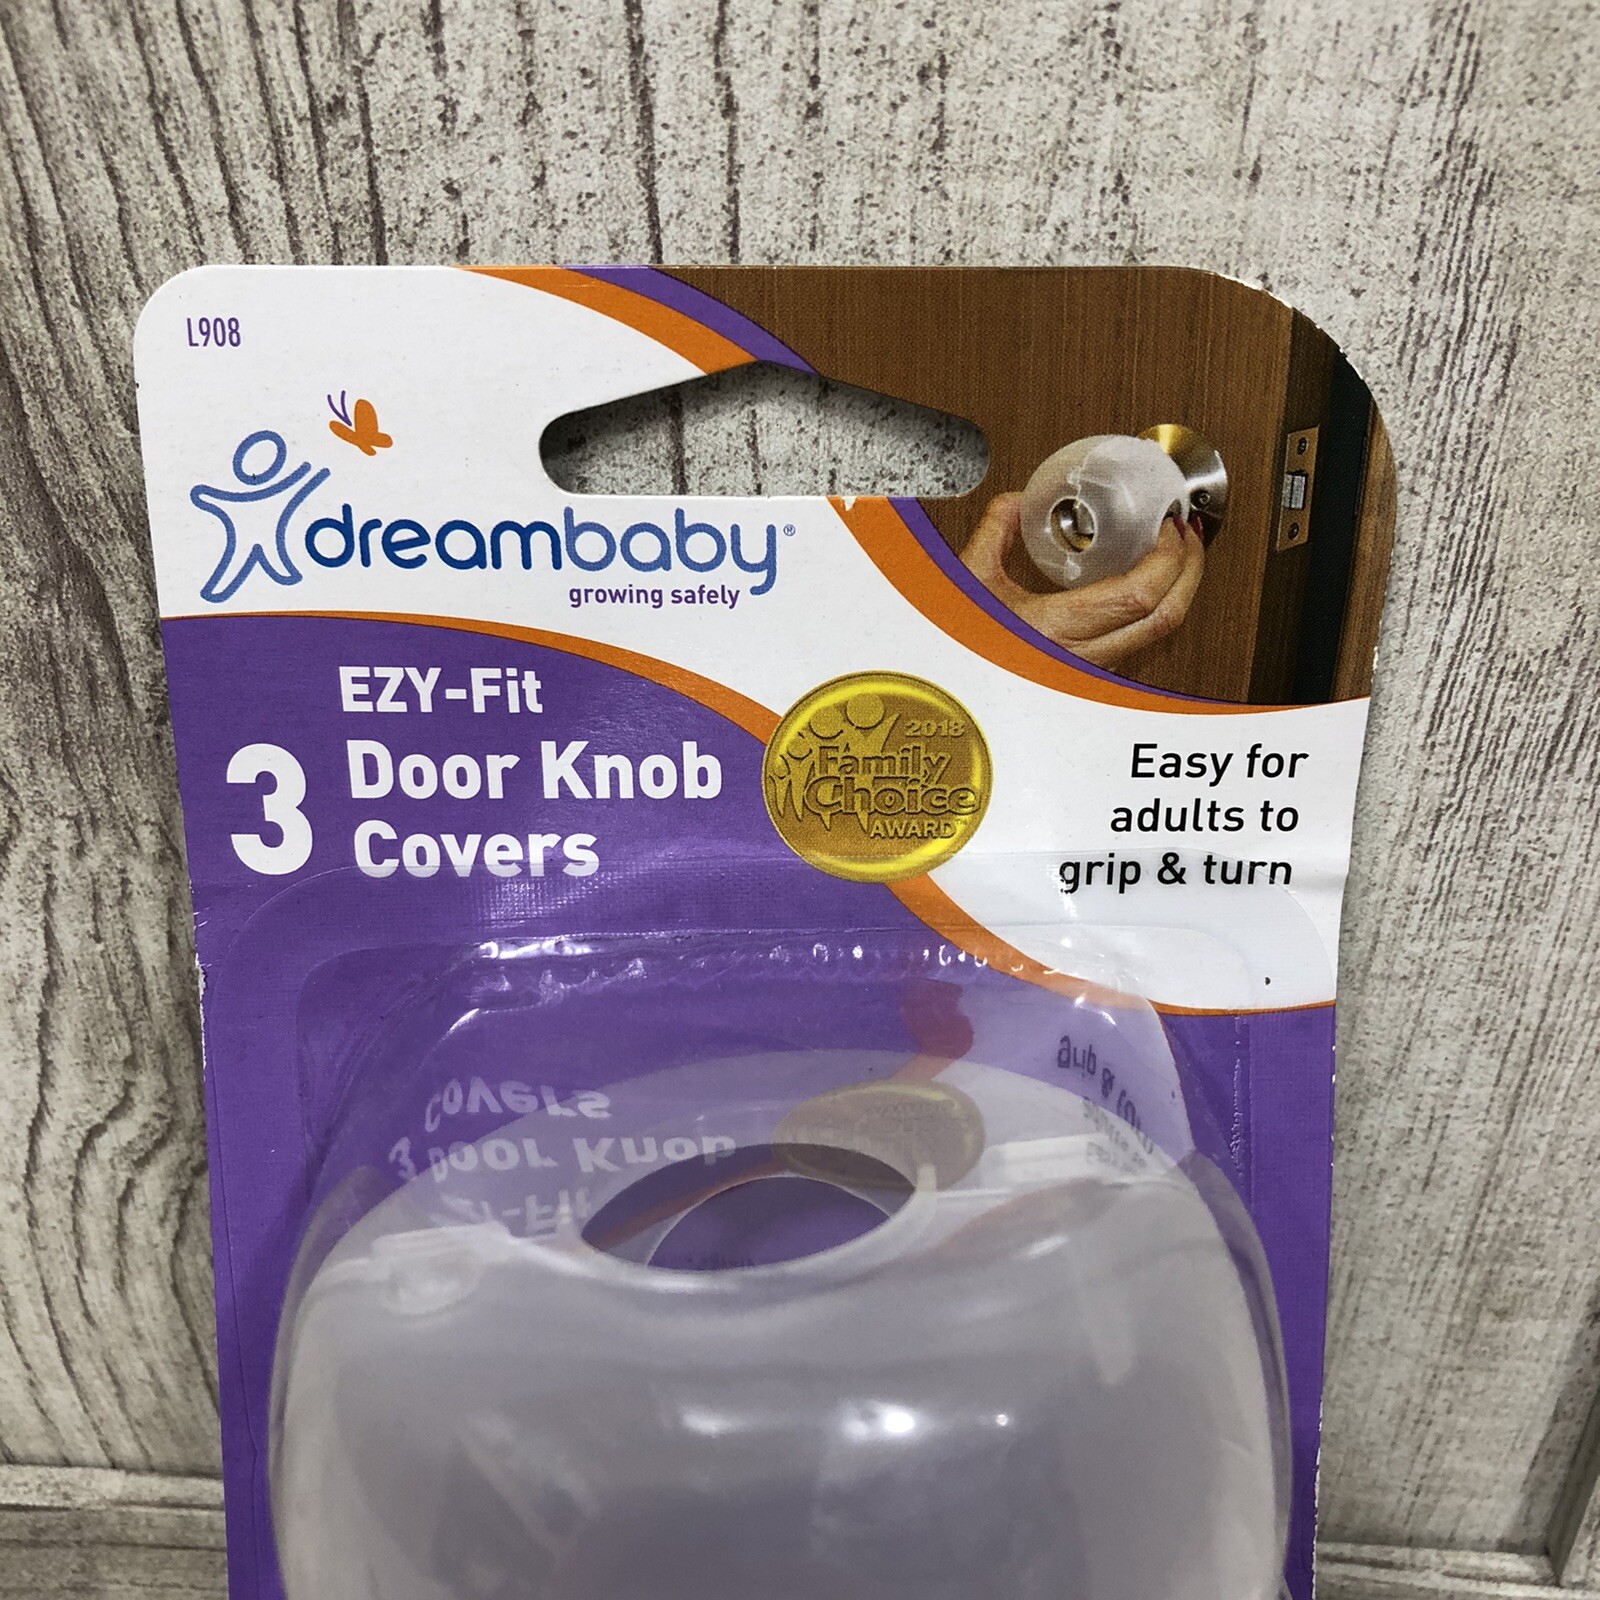 L908
dreambaby®
growing safely
EZY-Fit
3 Door Knob
Covers
2018
Family
Choice
AWARD™
Easy for
adults to
grip & turn